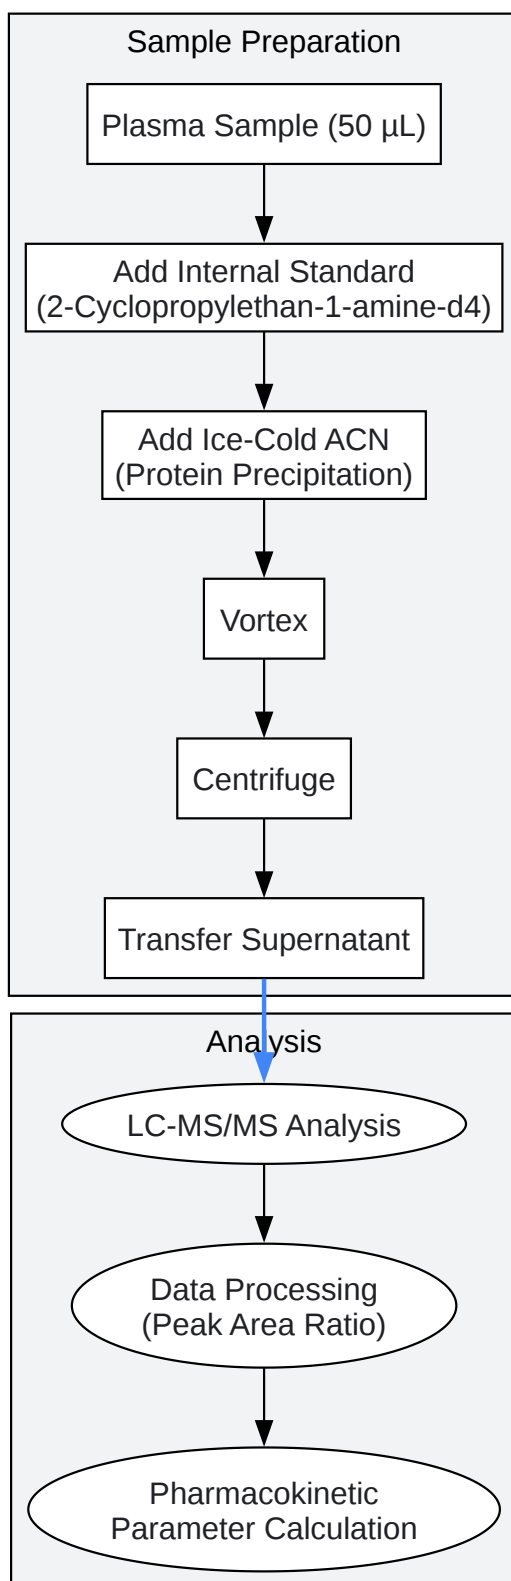 Sample Preparation
Plasma Sample (50 µL)
Add Internal Standard
(2-Cyclopropylethan-1-amine-d4)
Add Ice-Cold ACN
(Protein Precipitation)
Vortex
Centrifuge
Transfer Supernatant
Analysis
LC-MS/MS Analysis
Data Processing
(Peak Area Ratio)
Pharmacokinetic
Parameter Calculation